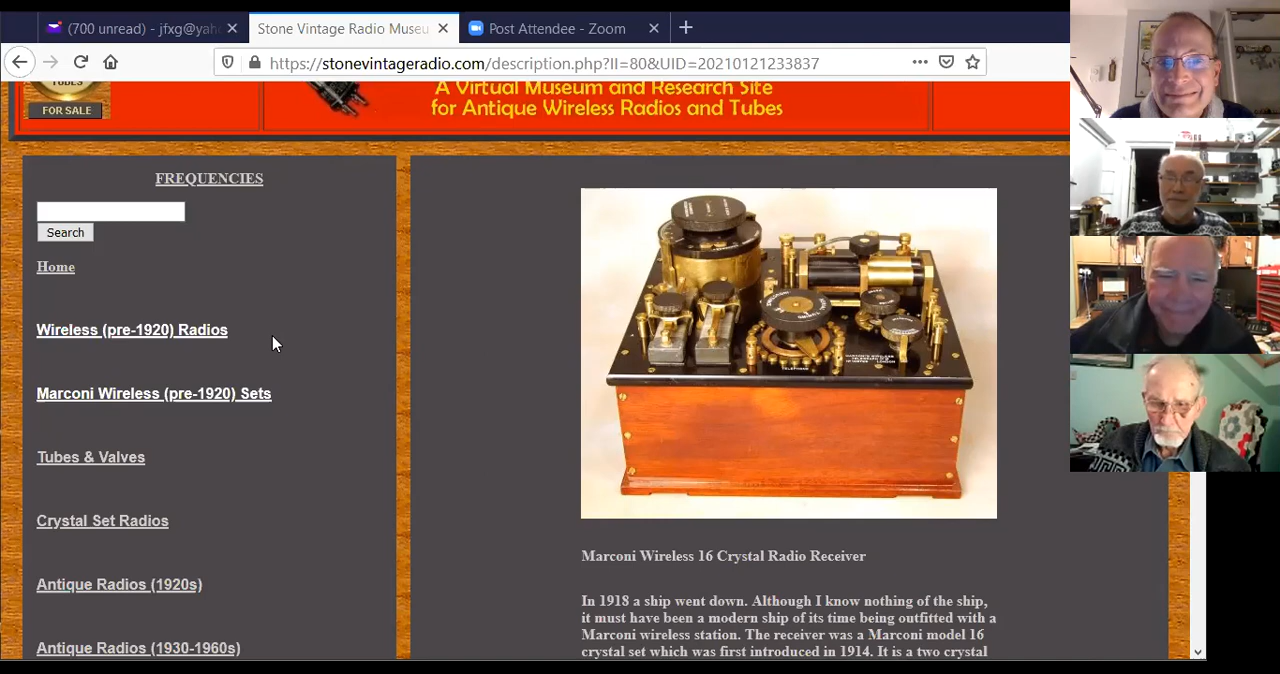 (700 unread) - jfxg@yah
Stone Vintage Radio Museu
Post Attendee - Zoom
https://stonevintageradio.com/description.php?II=80&UID=20210121233837
TUBES
FOR SALE
A Virtual Museum and Research Site
for Antique Wireless Radios and Tubes
FREQUENCIES
Search
Home
Wireless (pre-1920) Radios
Marconi Wireless (pre-1920) Sets
Tubes & Valves
Crystal Set Radios
Antique Radios (1920s)
Antique Radios (1930-1960s)
Marconi Wireless 16 Crystal Radio Receiver
In 1918 a ship went down. Although I know nothing of the ship,
it must have been a modern ship of its time being outfitted with a
Marconi wireless station. The receiver was a Marconi model 16
crystal set which was first introduced in 1914. It is a two crystal